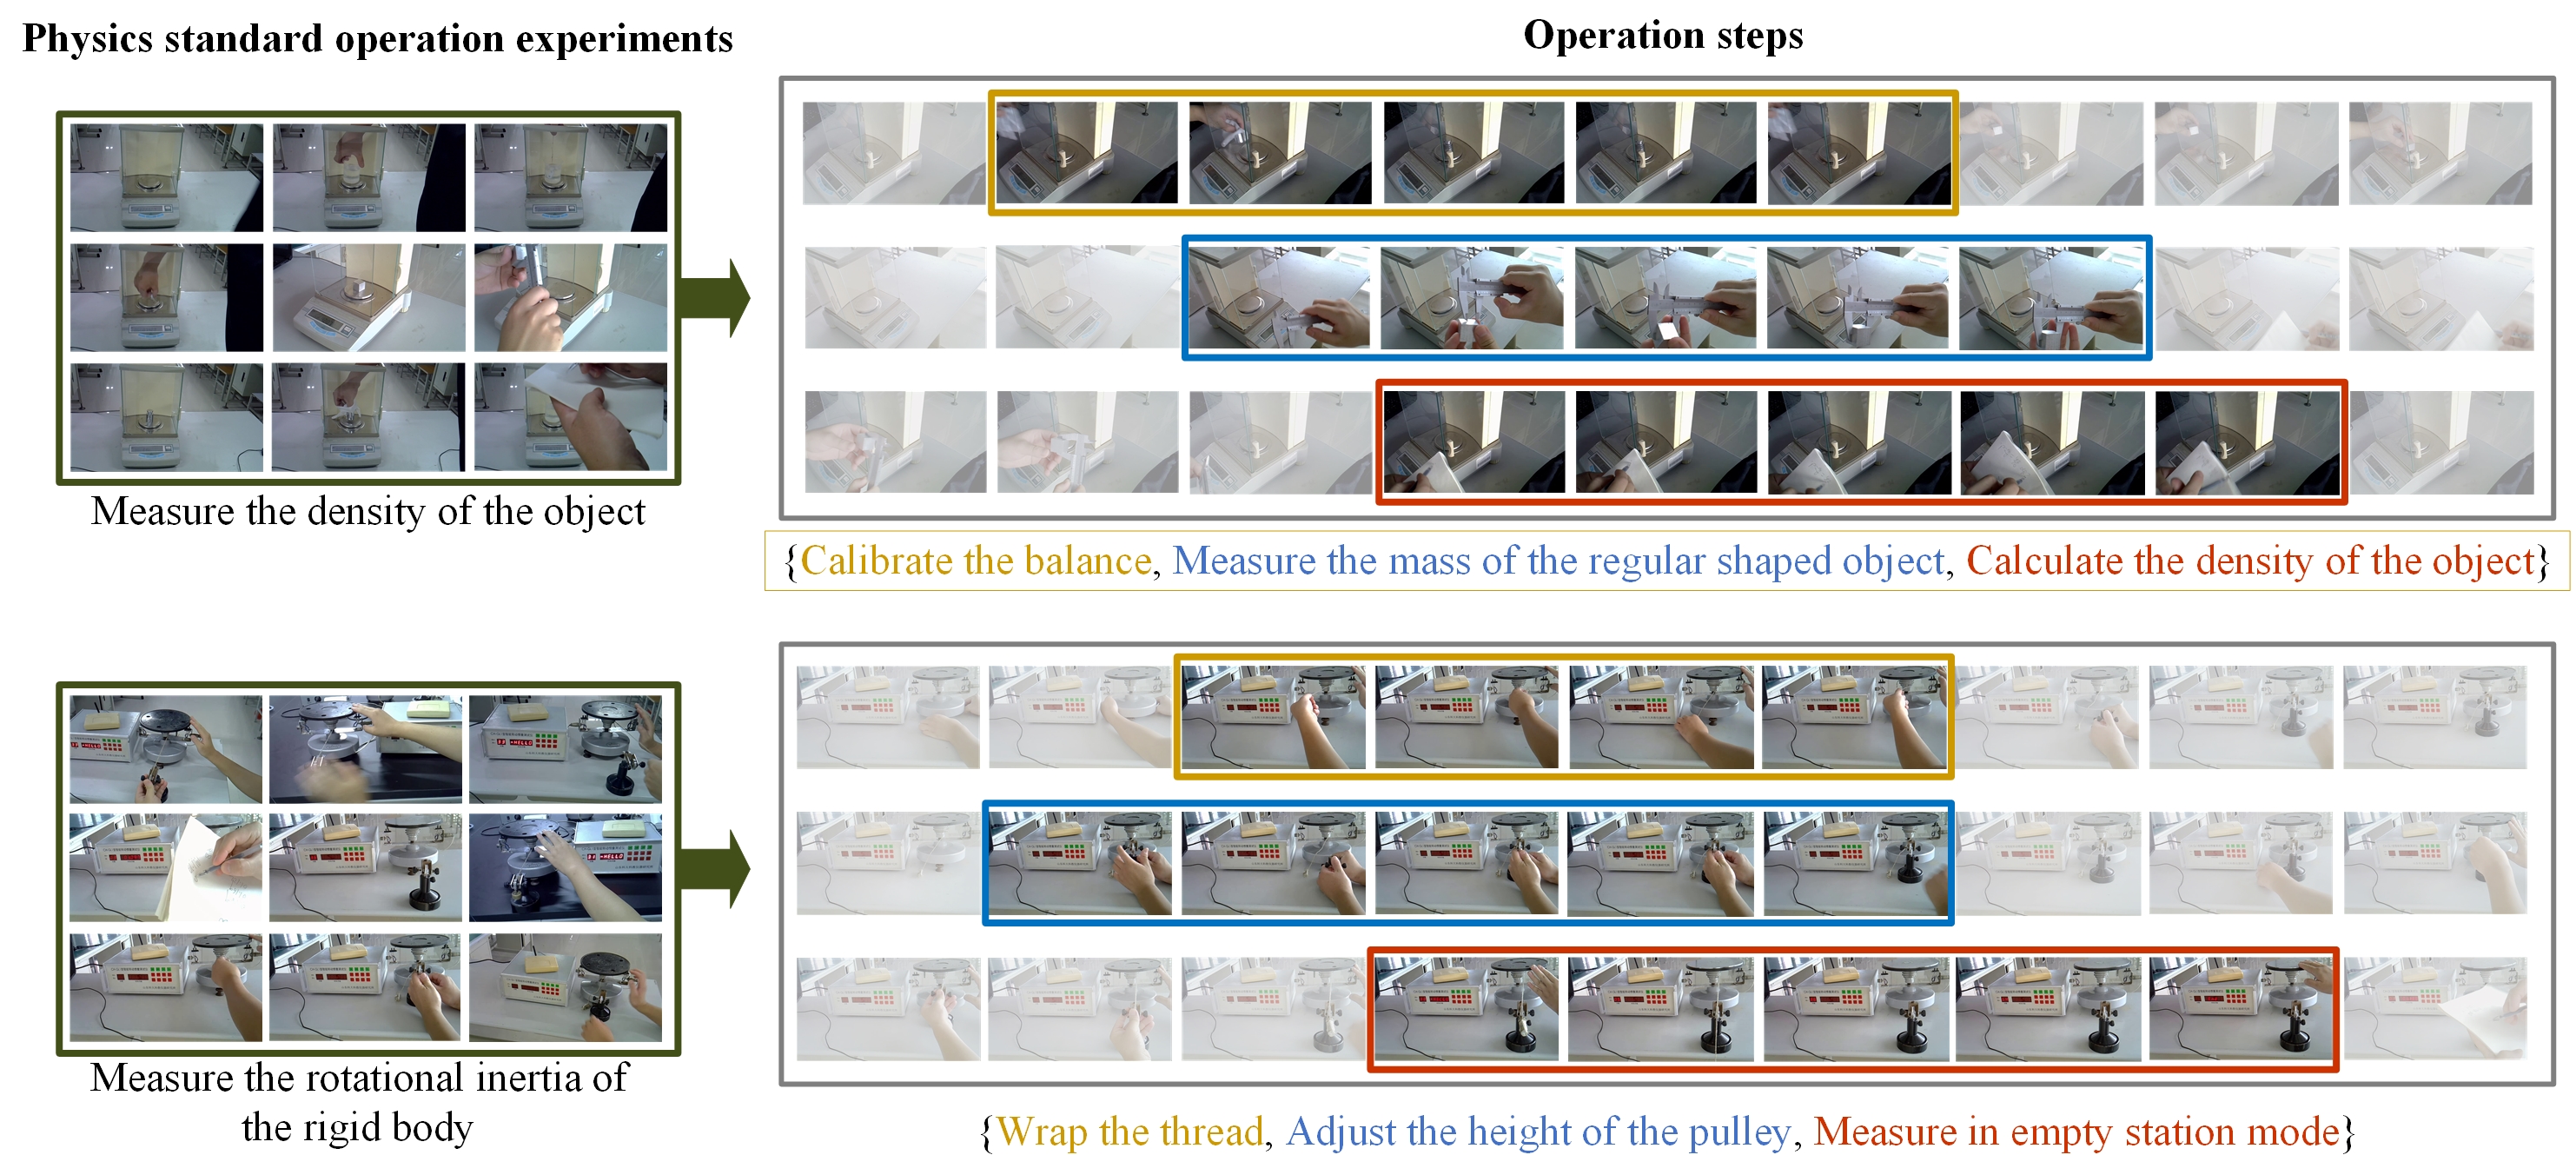 Physics standard operation experiments
Operation steps
Measure the density of the object
{Calibrate the balance, Measure the mass of the regular shaped object, Calculate the density of the object}
Measure the rotational inertia of
the rigid body
{Wrap the thread, Adjust the height of the pulley, Measure in empty station mode}